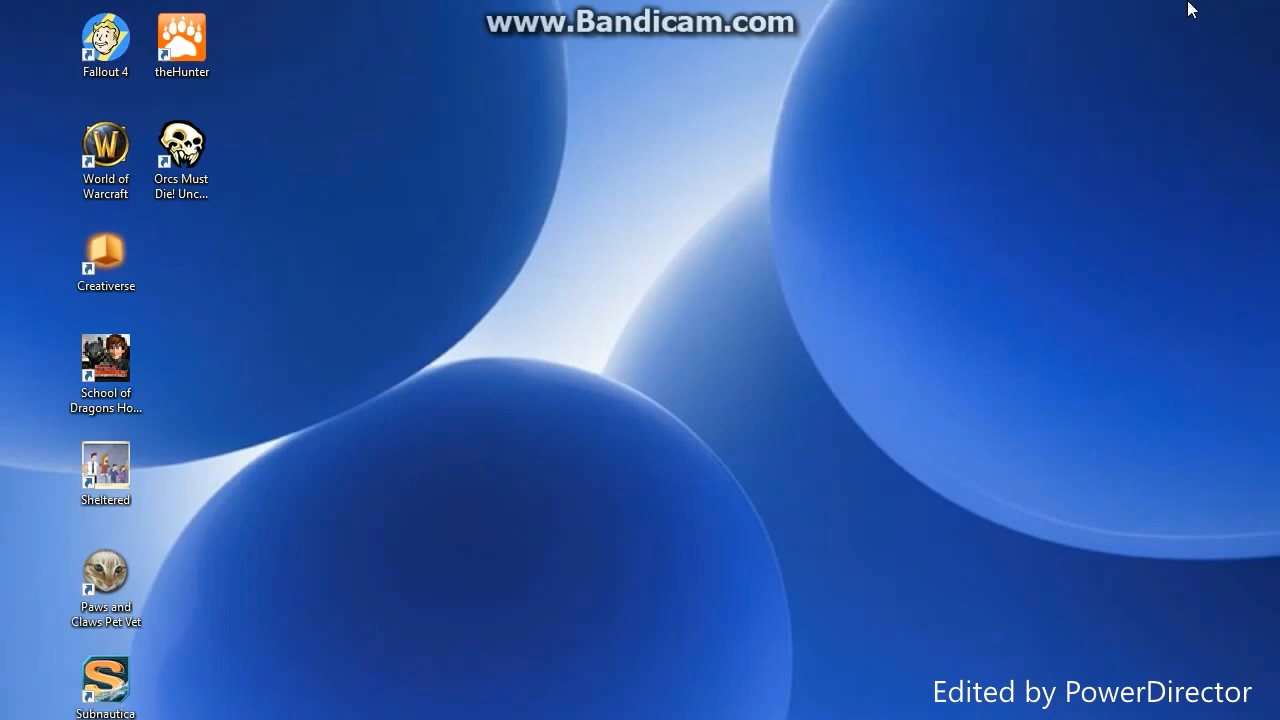 www.Bandicam.com
Fallout 4
theHunter
World of
Warcraft
Orcs Must
Die! Unc...
Creativerse
School of
Dragons Ho...
Sheltered
Paws and
Claws Pet Vet
Subnautica
Edited by PowerDirector